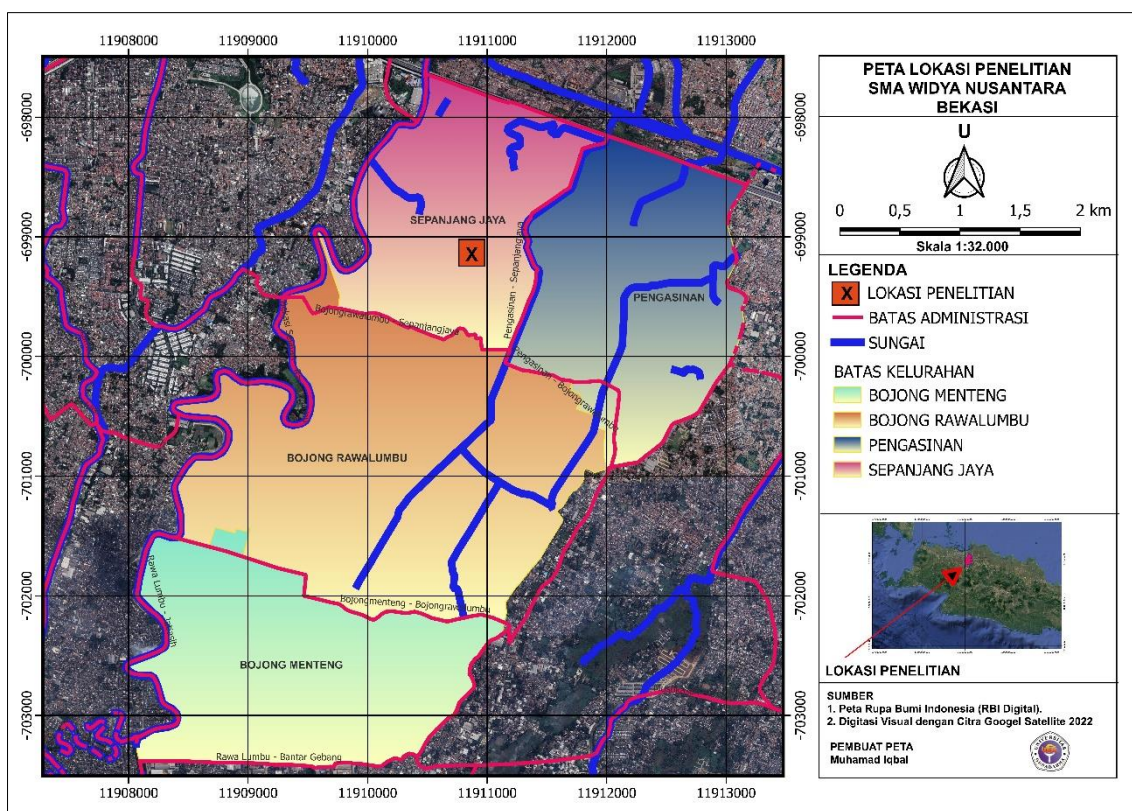 11908000 11909000 11910000 11911000 11912000 11913000
-698000
-699000
-700000
-701000
-702000
-703000
-698000
-699000
-700000
-701000
-702000
-703000
SEPANJANG JAYA
X
PENGASINAN
Pengasinan - Sepanjangjaya
Bojongrawalumbu - Sepanjangjaya
Pengasinan - Bojongrawalumbu
BOJONG RAWALUMBU
Bojongmenteng - Bojongrawalumbu
Rawa Lumbu -
BOJONG MENTENG
Rawa Lumbu - Bantar Gebang
11908000 11909000 11910000 11911000 11912000 11913000
PETA LOKASI PENELITIAN
SMA WIDYA NUSANTARA
BEKASI
U
0 0,5 1 1,5 2 km
Skala 1:32.000
LEGENDA
X LOKASI PENELITIAN
BATAS ADMINISTRASI
SUNGAI
BATAS KELURAHAN
BOJONG MENTENG
BOJONG RAWALUMBU
PENGASINAN
SEPANJANG JAYA
LOKASI PENELITIAN
SUMBER
1. Peta Rupa Bumi Indonesia (RBI Digital).
2. Digitasi Visual dengan Citra Googel Satellite 2022
PEMBUAT PETA
Muhamad Iqbal